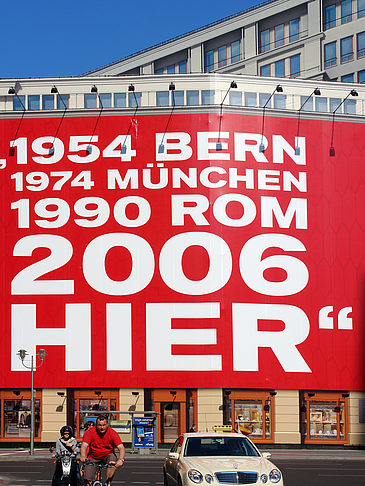 „1954 BERN
1974 MÜNCHEN
1990 ROM
2006
HIER“